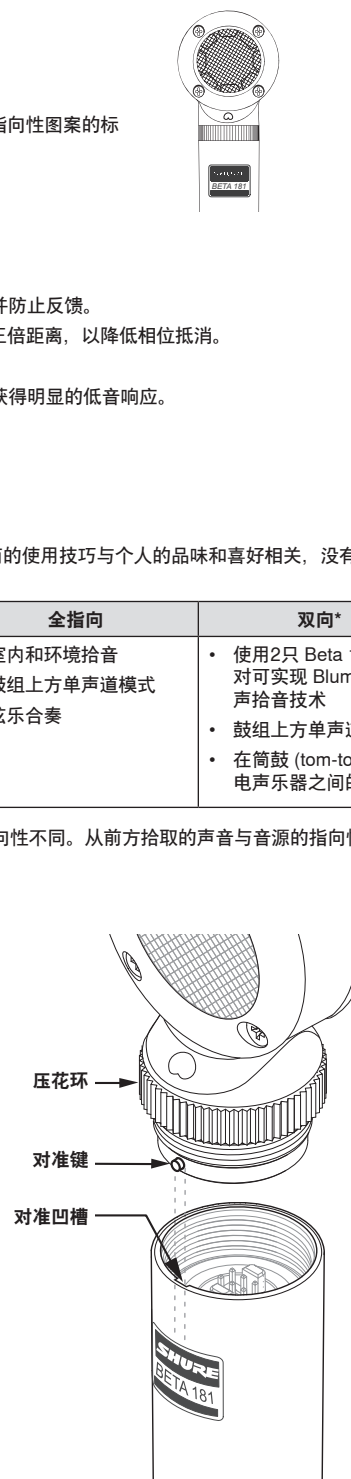 指向性图案的标
BETA 181
并防止反馈。
三倍距离，以降低相位抵消。
获得明显的低音响应。
有的使用技巧与个人的品味和喜好相关，没有
全指向
双向*
室内和环境拾音
鼓组上方单声道模式
弦乐合奏
• 使用2只 Beta 1
对可实现 Blum
声拾音技术
• 鼓组上方单声道
• 在筒鼓 (tom-to
电声乐器之间的
向性不同。从前方拾取的声音与音源的指向性
压花环
对准键
对准凹槽
SHURE
BETA 181